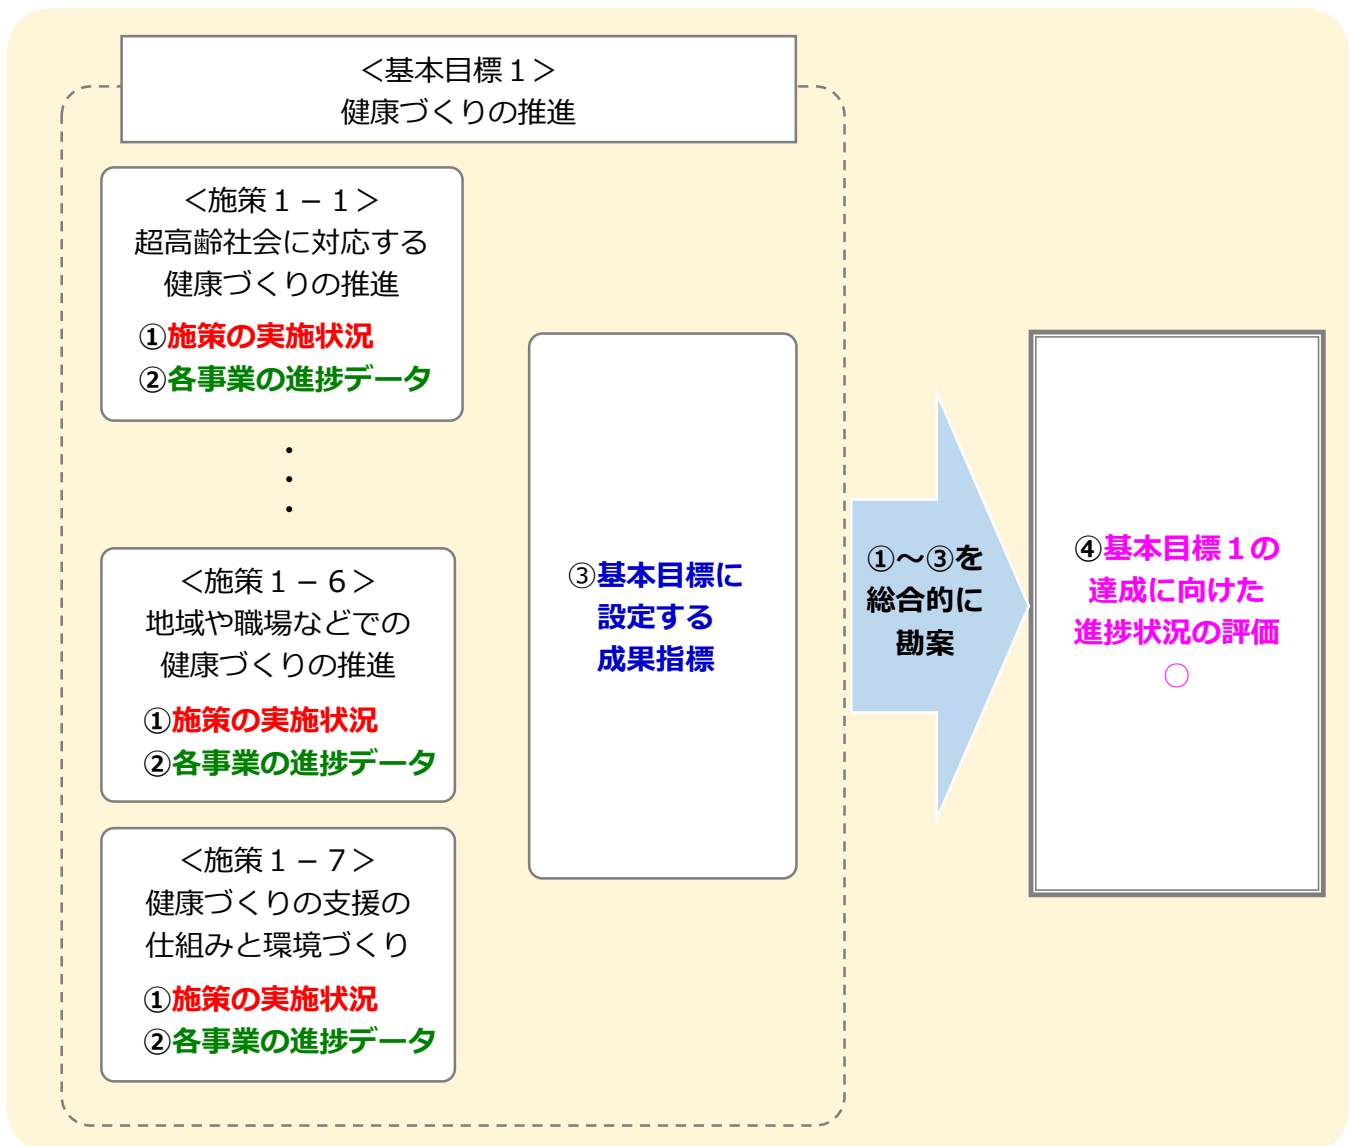 ＜基本目標１＞
健康づくりの推進
＜施策１－１＞
超高齢社会に対応する
健康づくりの推進
①施策の実施状況
②各事業の進捗データ
・
・
・
＜施策１－６＞
地域や職場などでの
健康づくりの推進
①施策の実施状況
②各事業の進捗データ
＜施策１－７＞
健康づくりの支援の
仕組みと環境づくり
①施策の実施状況
②各事業の進捗データ
③基本目標に
設定する
成果指標
①～③を
総合的に
勘案
④基本目標１の
達成に向けた
進捗状況の評価
○